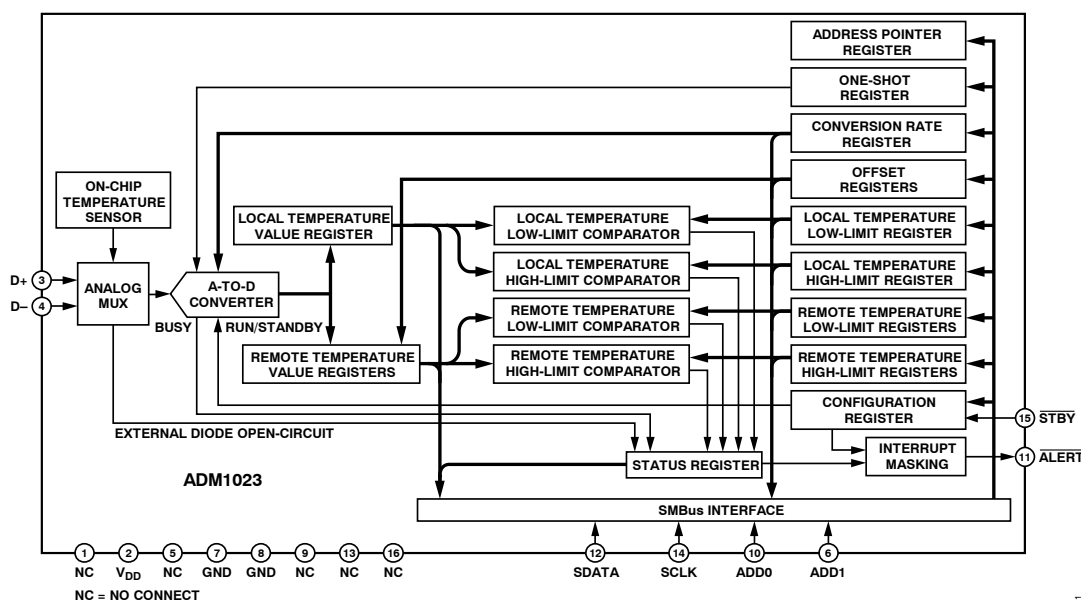 ADDRESS POINTER
REGISTER
ONE-SHOT
REGISTER
CONVERSION RATE
REGISTER
OFFSET
REGISTERS
ON-CHIP
TEMPERATURE
SENSOR
LOCAL TEMPERATURE
VALUE REGISTER
LOCAL TEMPERATURE
LOW-LIMIT COMPARATOR
LOCAL TEMPERATURE
LOW-LIMIT REGISTER
D+ 3
D– 4
ANALOG
MUX
A-TO-D
CONVERTER
LOCAL TEMPERATURE
HIGH-LIMIT COMPARATOR
LOCAL TEMPERATURE
HIGH-LIMIT REGISTER
BUSY
RUN/STANDBY
REMOTE TEMPERATURE
LOW-LIMIT COMPARATOR
REMOTE TEMPERATURE
LOW-LIMIT REGISTERS
REMOTE TEMPERATURE
VALUE REGISTERS
REMOTE TEMPERATURE
HIGH-LIMIT COMPARATOR
REMOTE TEMPERATURE
HIGH-LIMIT REGISTERS
CONFIGURATION
REGISTER
15 STBY
EXTERNAL DIODE OPEN-CIRCUIT
STATUS REGISTER
INTERRUPT
MASKING
11 ALERT
ADM1023
SMBus INTERFACE
1 2 5 7 8 9 13 16 12 14 10 6
NC VDD NC GND GND NC NC NC SDATA SCLK ADD0 ADD1
NC = NO CONNECT